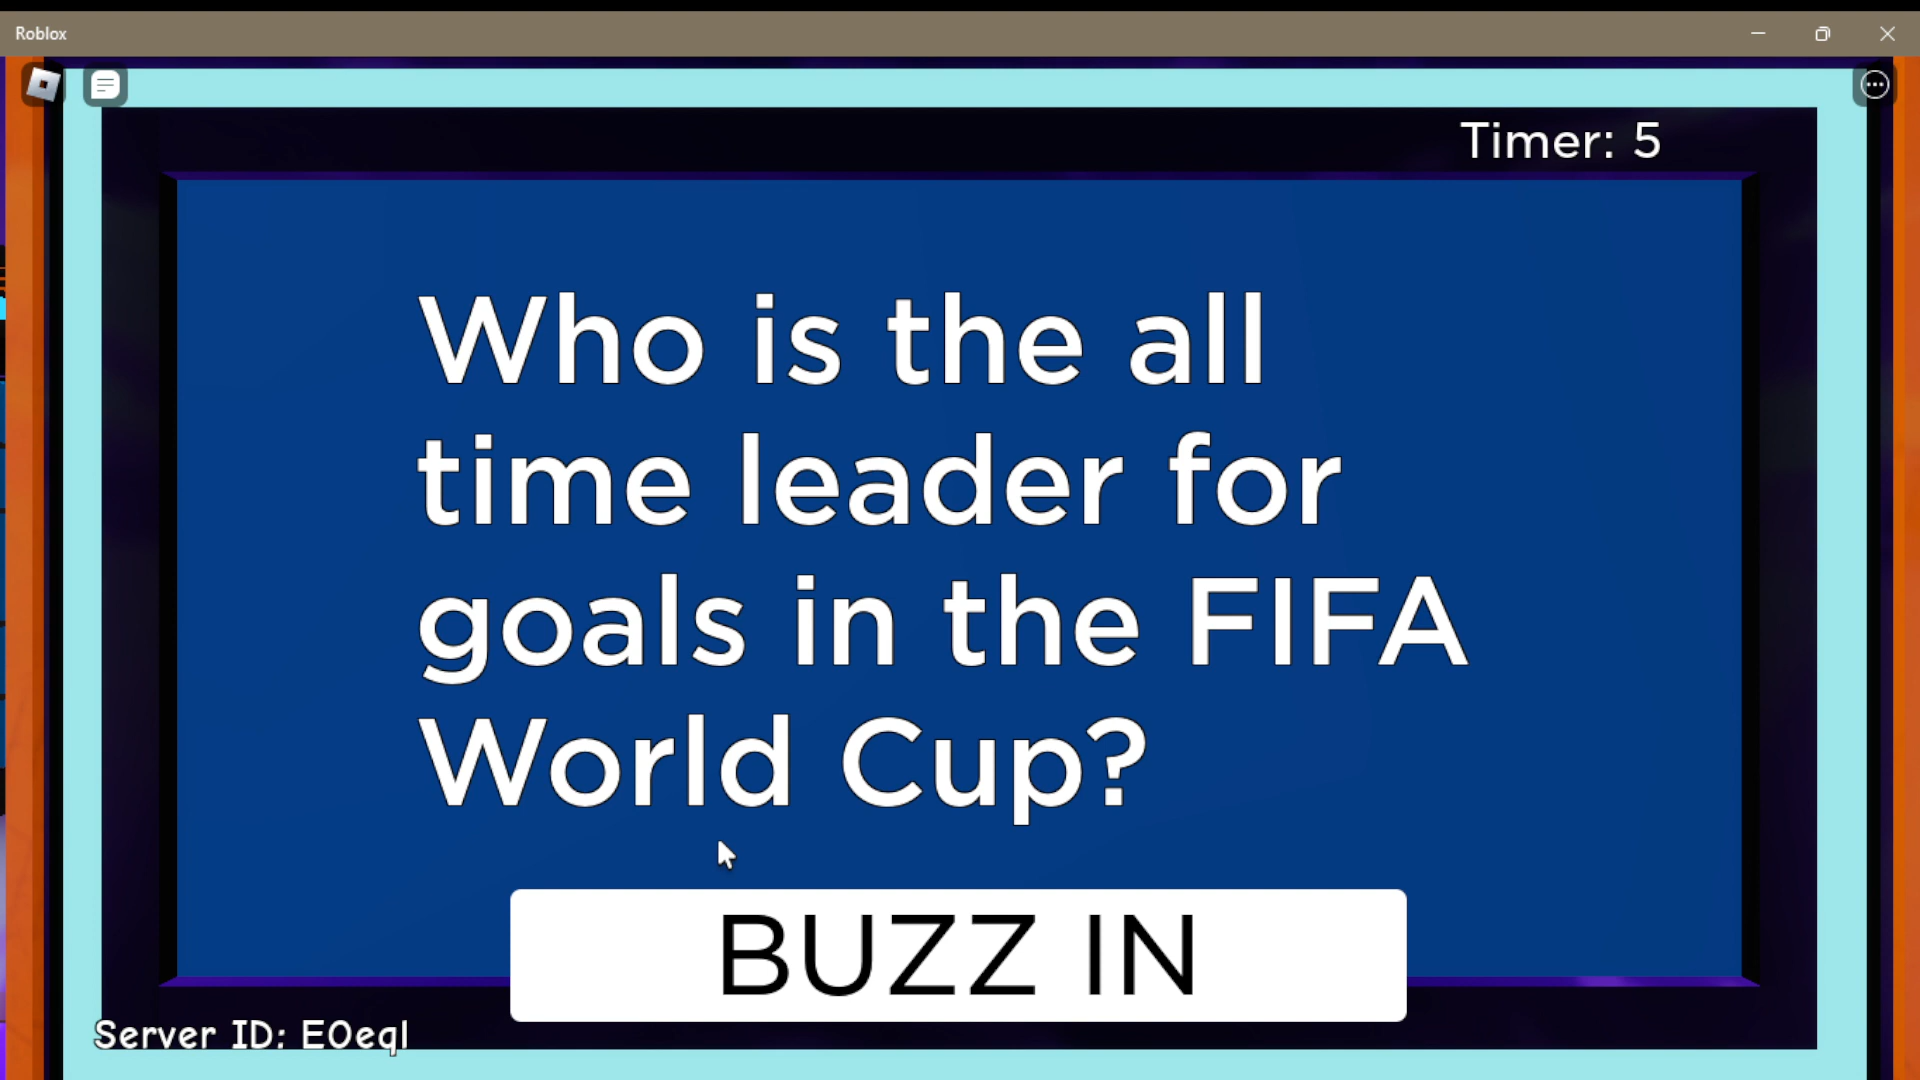 Roblox
Timer: 5
Who is the all
time leader for
goals in the FIFA
World Cup?
BUZZ IN
Server ID: E0eql